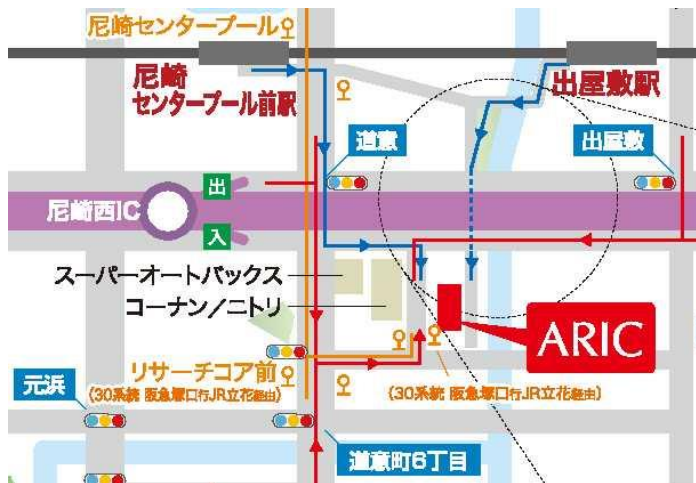 尼崎センタープール
尼崎
センタープール前駅
出屋敷駅
道意
出屋敷
出
尼崎西IC
入
スーパーオートバックス
コーナン/ニトリ
ARIC
リサーチコア前
(30系統 阪急塚口行JR立花経由)
(30系統 阪急塚口行JR立花経由)
元浜
道意町6丁目